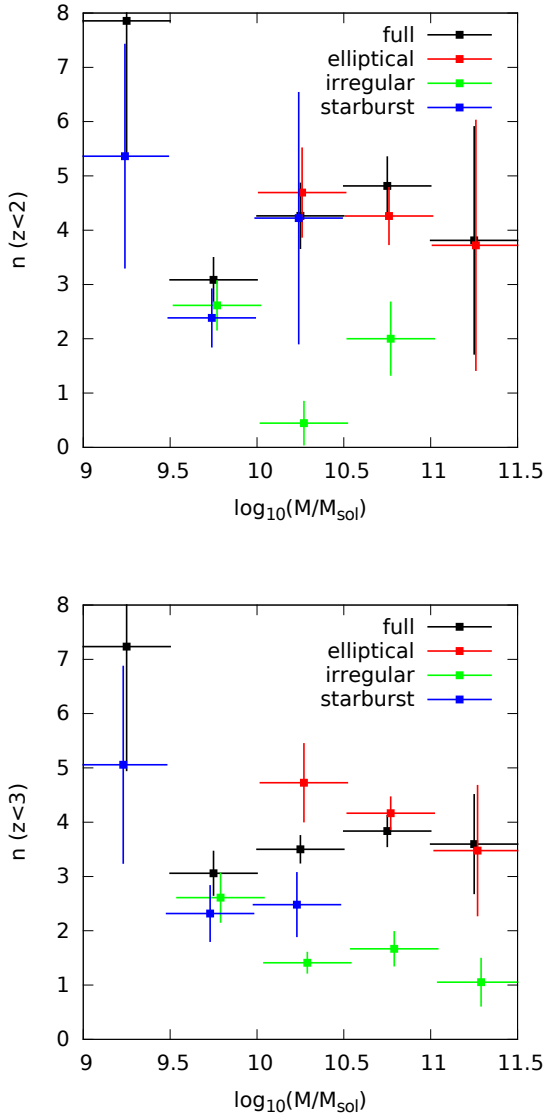 8
7
6
5
4
3
2
1
0
n (z<2)
full
elliptical
irregular
starburst
9 9.5 10 10.5 11 11.5
log10(M/Msol)
8
7
6
5
4
3
2
1
0
n (z<3)
full
elliptical
irregular
starburst
9 9.5 10 10.5 11 11.5
log10(M/Msol)